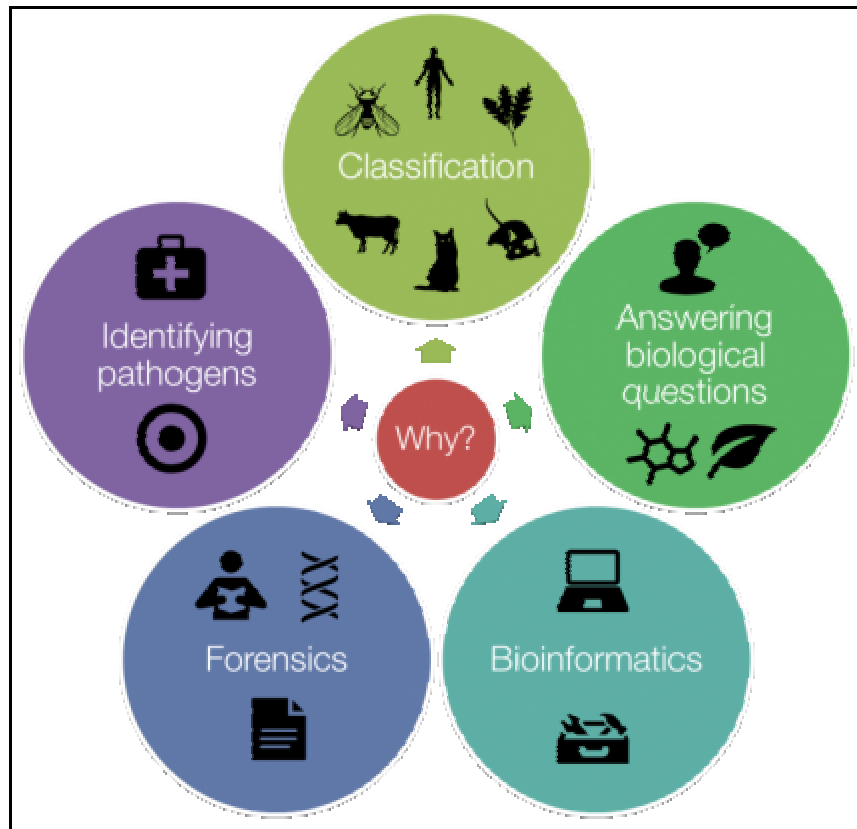 Classification
Identifying
pathogens
Answering
biological
questions
Why?
Forensics
Bioinformatics